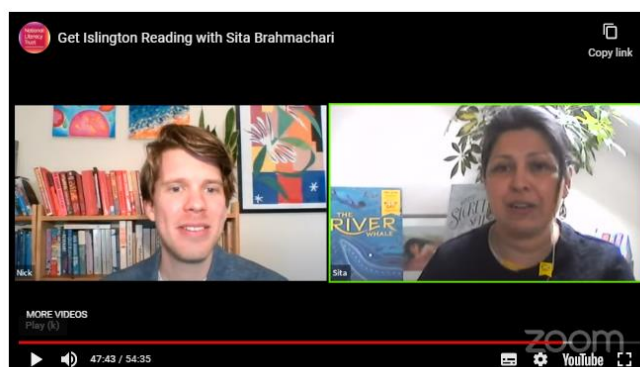 National
Literacy
Trust
Get Islington Reading with Sita Brahmachari
Copy link
THE
RIVER
WHALE
Nick
Sita
MORE VIDEOS
Play (k)
zoom
47:43 / 54:35
YouTube